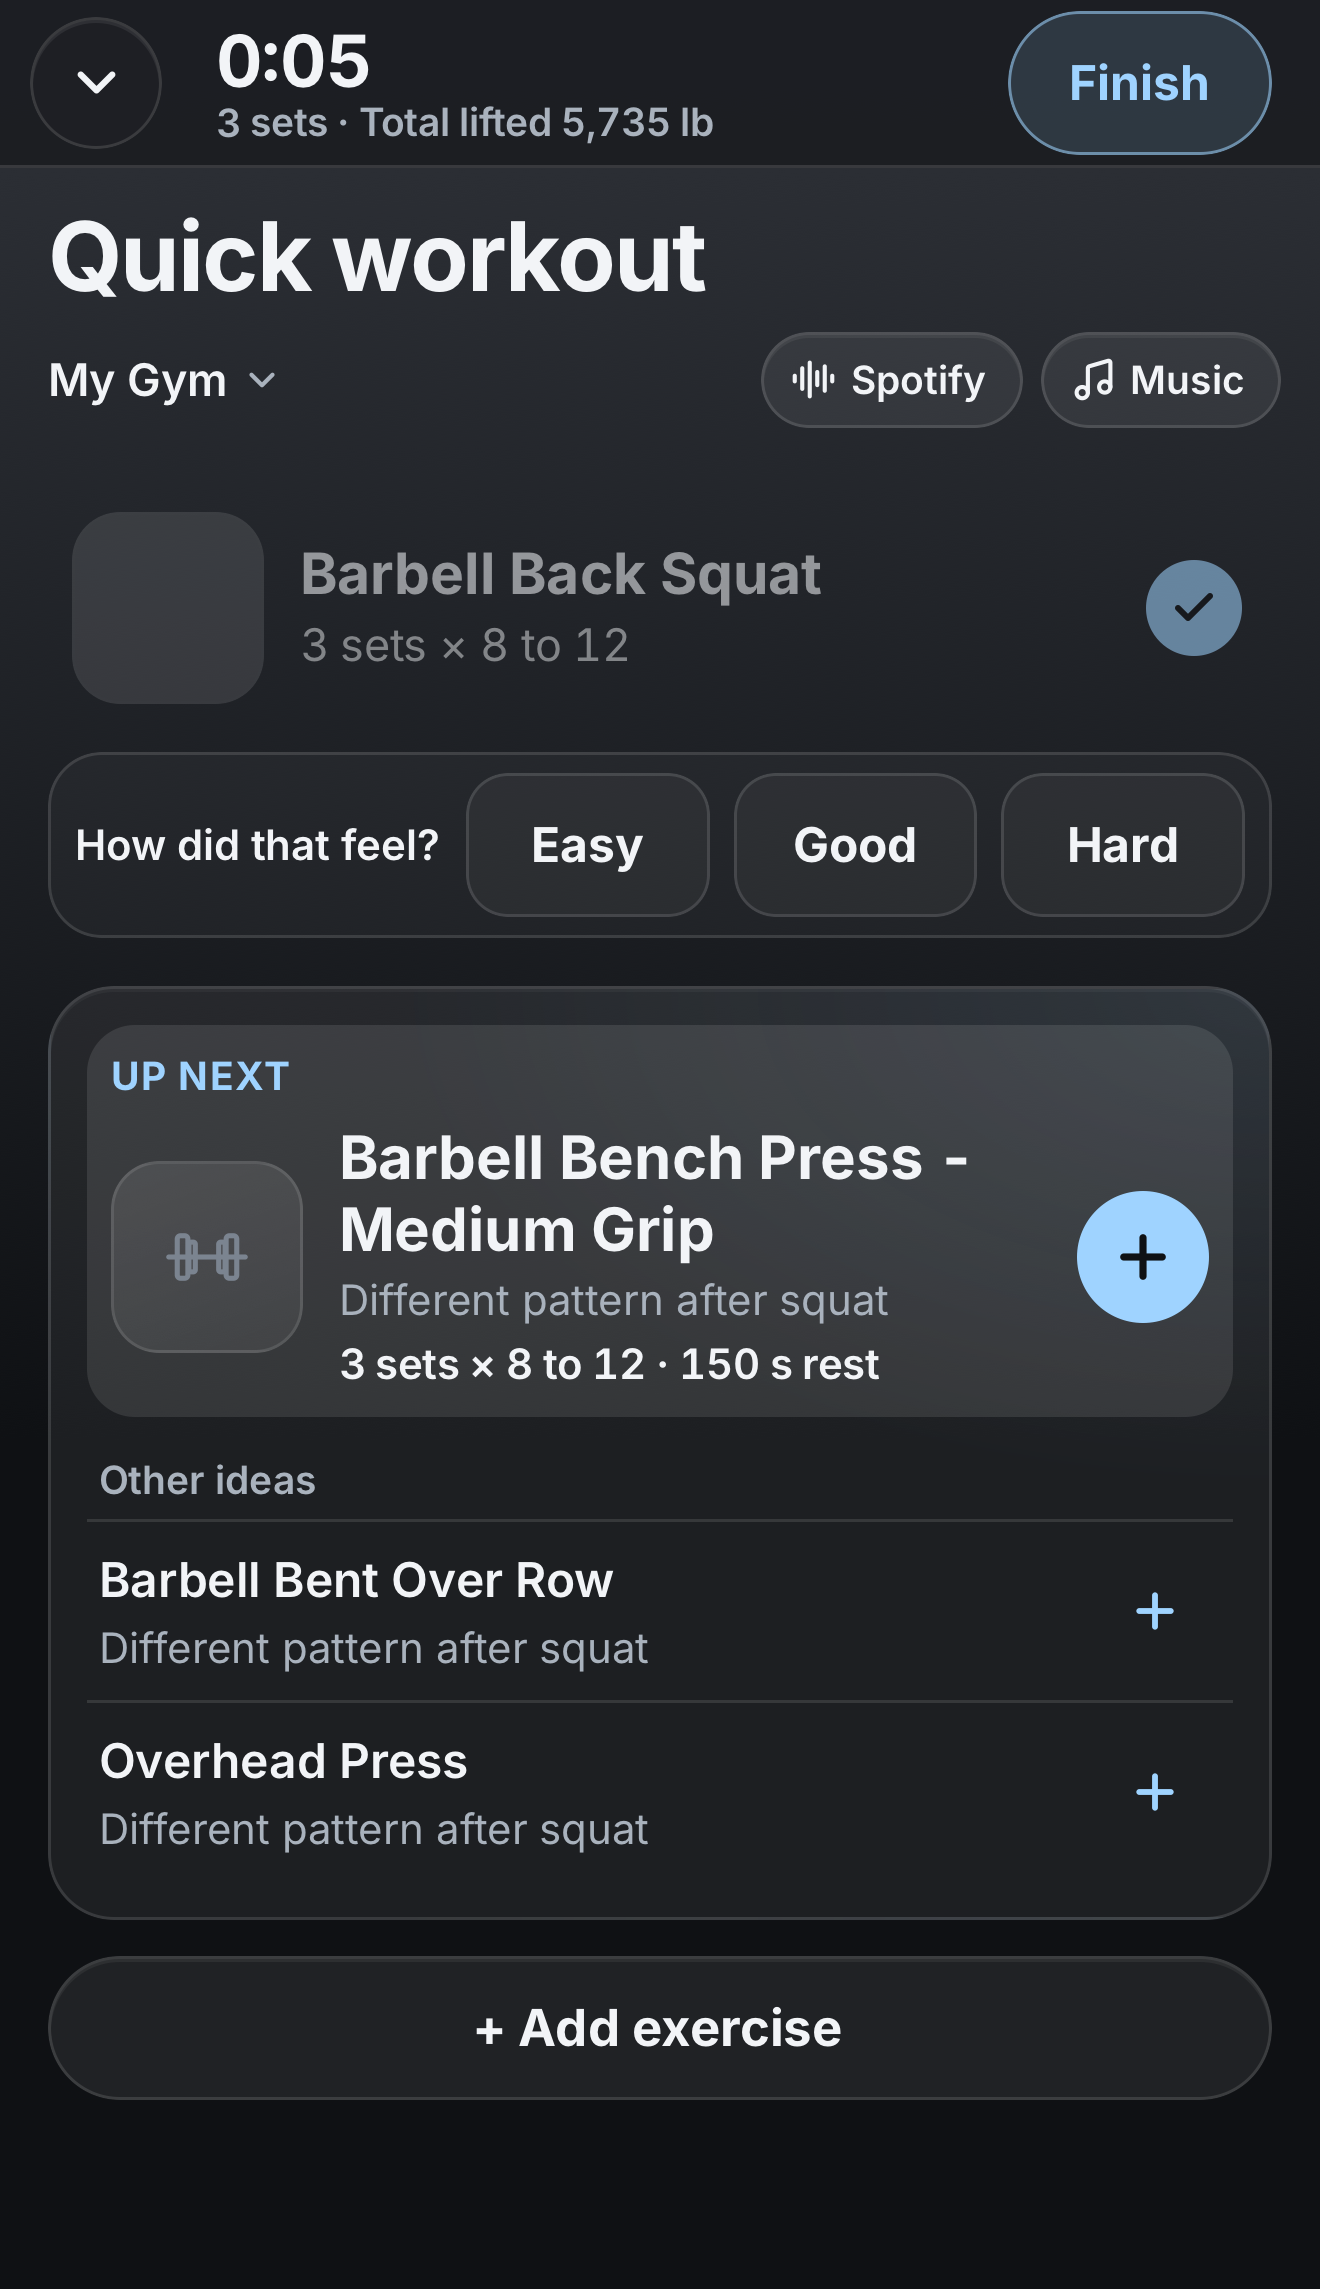 0:05
3 sets · Total lifted 5,735 lb
Finish
Quick workout
My Gym
Spotify
Music
Barbell Back Squat
3 sets × 8 to 12
How did that feel?
Easy
Good
Hard
UP NEXT
Barbell Bench Press -
Medium Grip
Different pattern after squat
3 sets × 8 to 12 · 150 s rest
Other ideas
Barbell Bent Over Row
Different pattern after squat
Overhead Press
Different pattern after squat
+ Add exercise